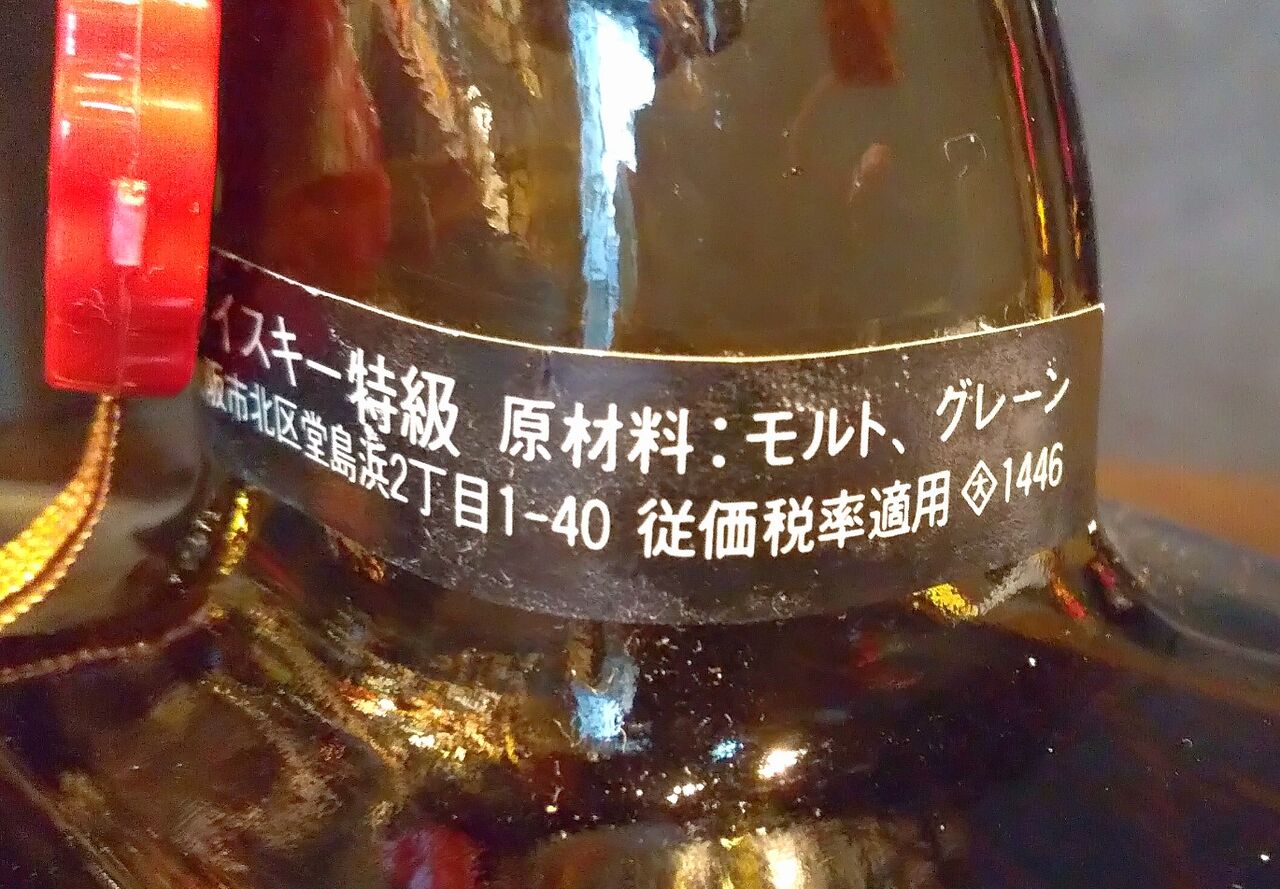 イスキー特級 原材料：モルト、グレーン
阪市北区堂島浜2丁目1-40 従価税率適用 1446